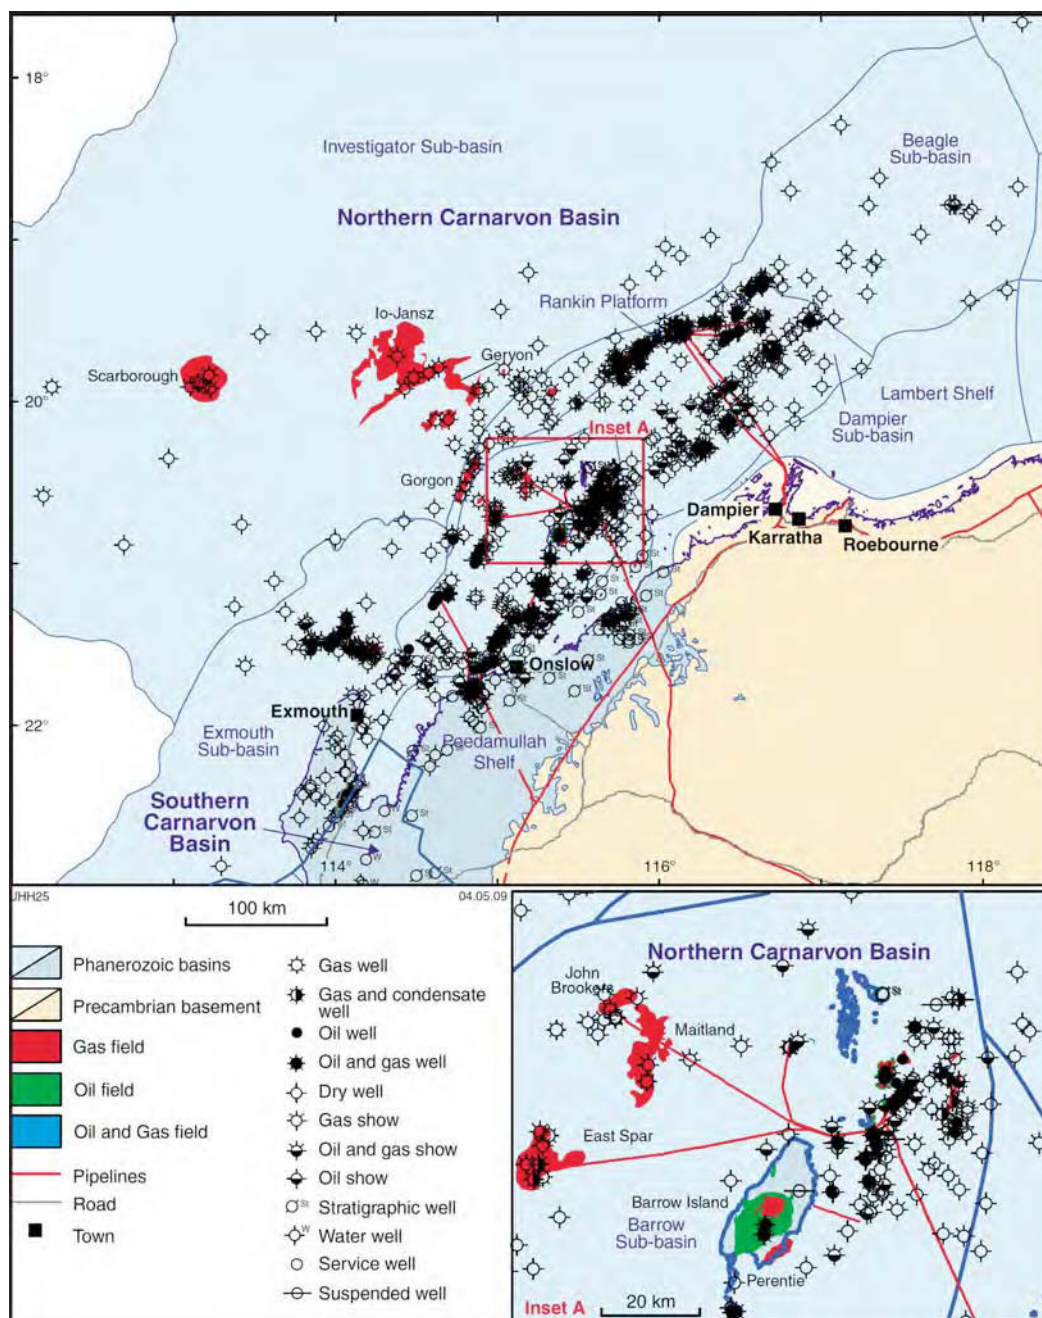 18°
Investigator Sub-basin
Beagle
Sub-basin
Northern Carnarvon Basin
Rankin Platform
Io-Jansz
Geryon
Scarborough
20°
Lambert Shelf
Dampier
Sub-basin
Inset A
Gorgon
Dampier
Karratha
Roebourne
Onslow
Exmouth
22°
Exmouth
Sub-basin
Peedamullah
Shelf
Southern
Carnarvon
Basin
114°
116°
118°
JHH25
04.05.09
100 km
Phanerozoic basins
Precambrian basement
Gas field
Oil field
Oil and Gas field
Pipelines
Road
Town
Gas well
Gas and condensate
well
Oil well
Oil and gas well
Dry well
Gas show
Oil and gas show
Oil show
St
Stratigraphic well
W
Water well
Service well
Suspended well
Northern Carnarvon Basin
John
Brookers
Maitland
East Spar
Barrow Island
Barrow
Sub-basin
Perentie
Inset A
20 km